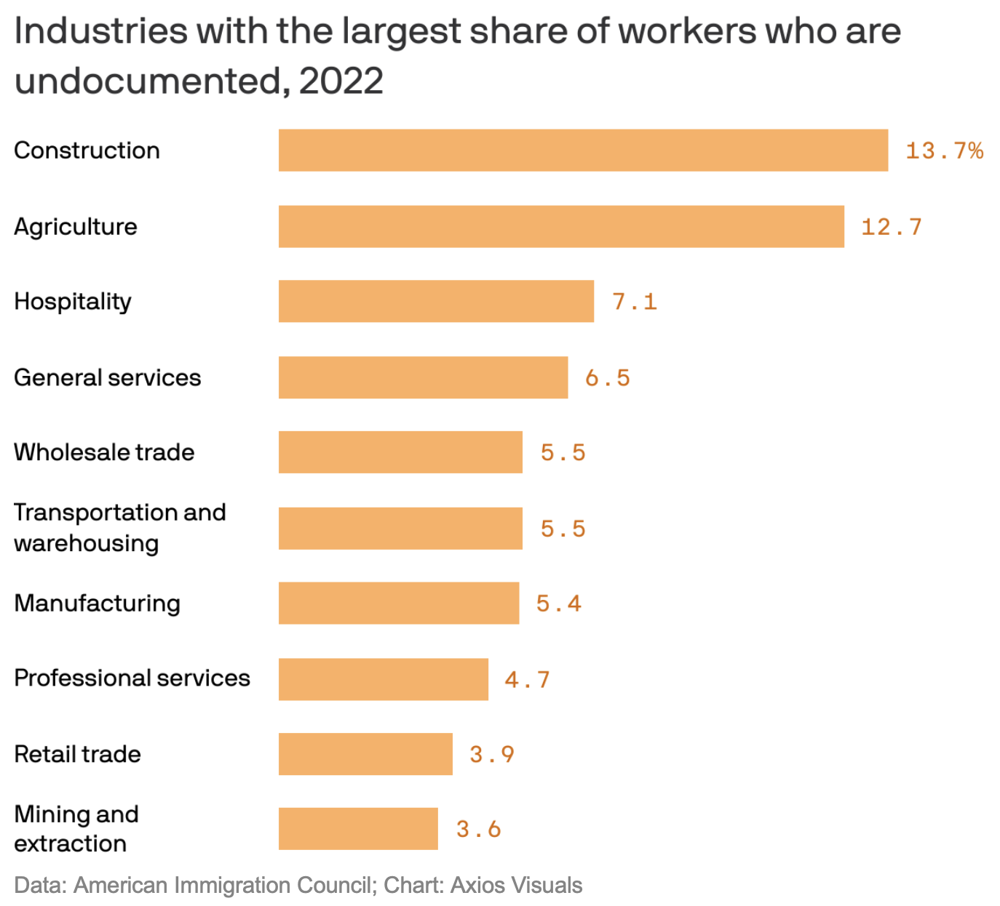 Industries with the largest share of workers who are
undocumented, 2022
Construction 13.7%
Agriculture 12.7
Hospitality 7.1
General services 6.5
Wholesale trade 5.5
Transportation and
warehousing 5.5
Manufacturing 5.4
Professional services 4.7
Retail trade 3.9
Mining and
extraction 3.6
Data: American Immigration Council; Chart: Axios Visuals